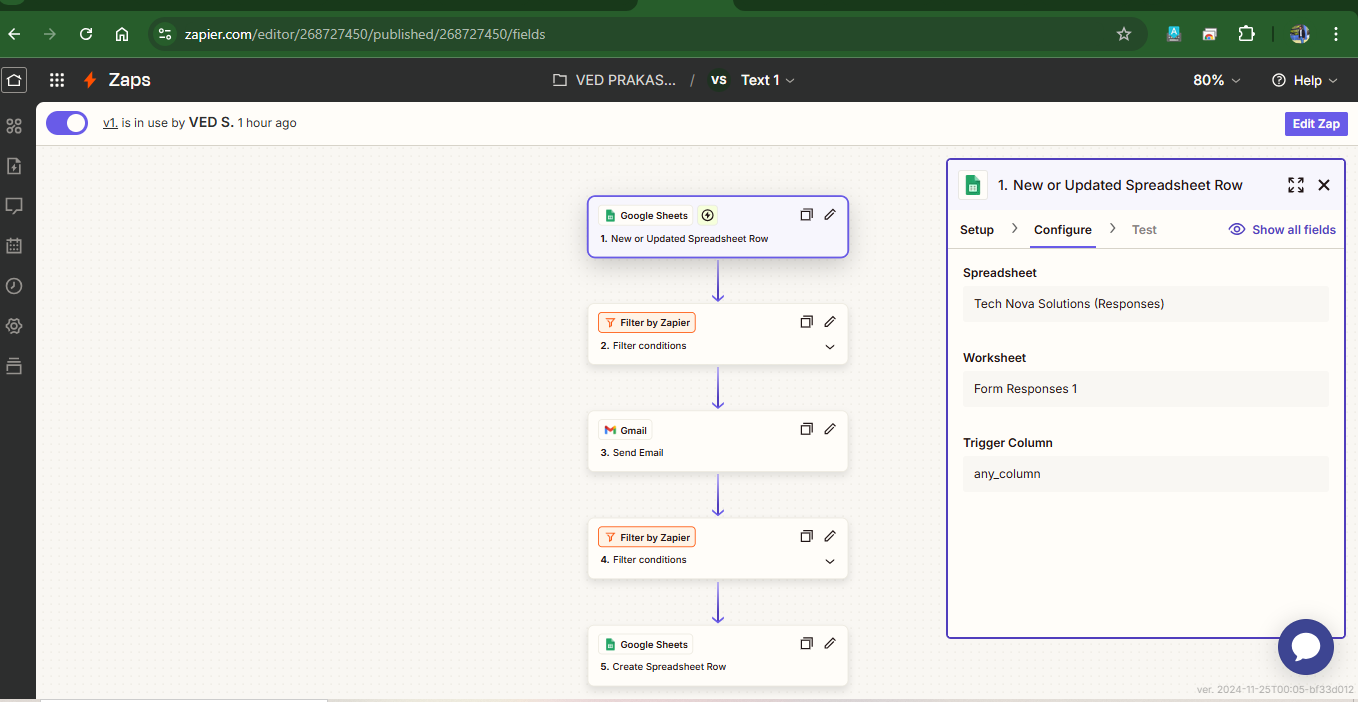 zapier.com/editor/268727450/published/268727450/fields
Zaps
VED PRAKAS... / VS Text 1
80%
Help
v1. is in use by VED S. 1 hour ago
Edit Zap
Google Sheets
1. New or Updated Spreadsheet Row
Filter by Zapier
2. Filter conditions
Gmail
3. Send Email
Filter by Zapier
4. Filter conditions
Google Sheets
5. Create Spreadsheet Row
1. New or Updated Spreadsheet Row
Setup
Configure
Test
Show all fields
Spreadsheet
Tech Nova Solutions (Responses)
Worksheet
Form Responses 1
Trigger Column
any_column
ver. 2024-11-25T00:05-bf33d012